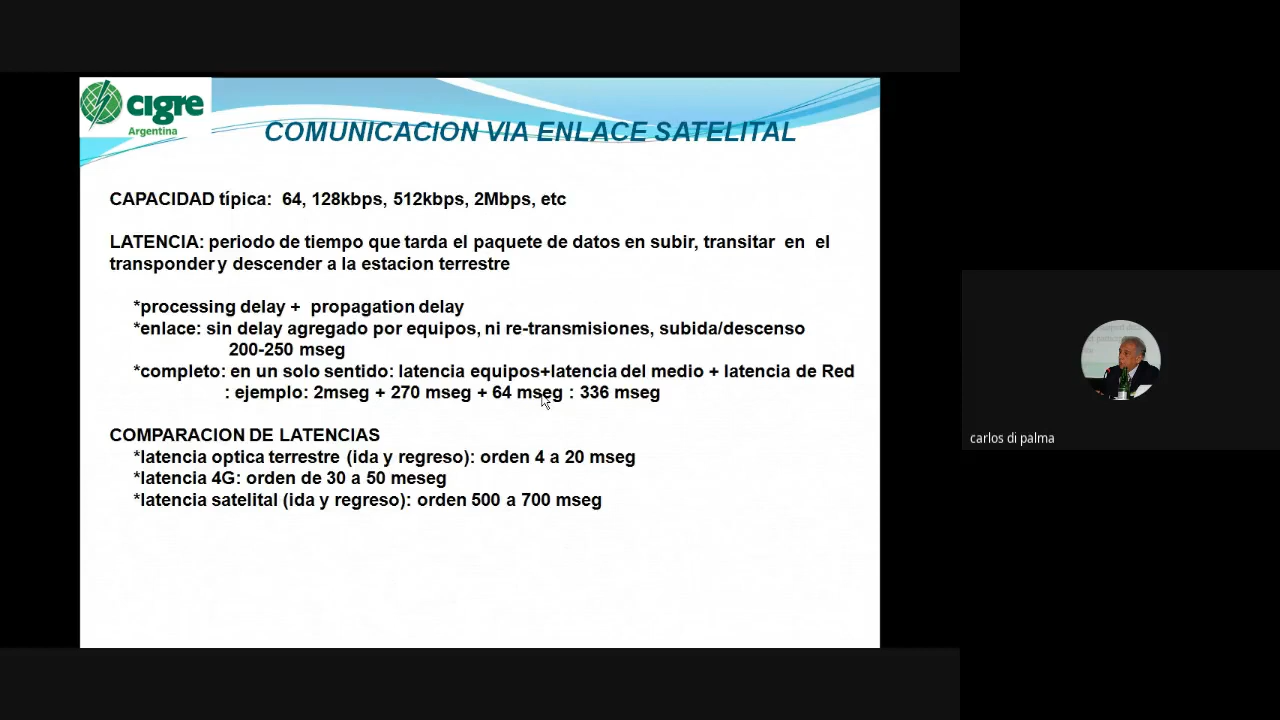 cigre
Argentina
COMUNICACION VIA ENLACE SATELITAL
CAPACIDAD típica: 64, 128kbps, 512kbps, 2Mbps, etc
LATENCIA: periodo de tiempo que tarda el paquete de datos en subir, transitar en el
transponder y descender a la estacion terrestre
*processing delay + propagation delay
*enlace: sin delay agregado por equipos, ni re-transmisiones, subida/descenso
200-250 mseg
*completo: en un solo sentido: latencia equipos+latencia del medio + latencia de Red
: ejemplo: 2mseg + 270 mseg + 64 mseg : 336 mseg
COMPARACION DE LATENCIAS
*latencia optica terrestre (ida y regreso): orden 4 a 20 mseg
*latencia 4G: orden de 30 a 50 meseg
*latencia satelital (ida y regreso): orden 500 a 700 mseg
carlos di palma